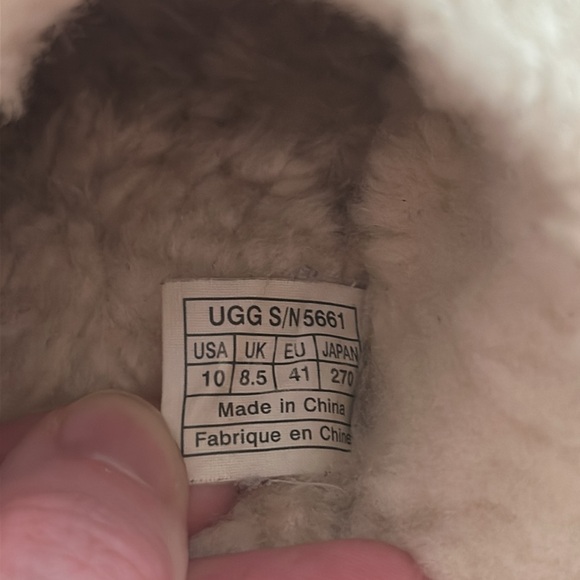 UGG S/N 5661
USA UK EU JAPAN
10 8.5 41 270
Made in China
Fabrique en Chine